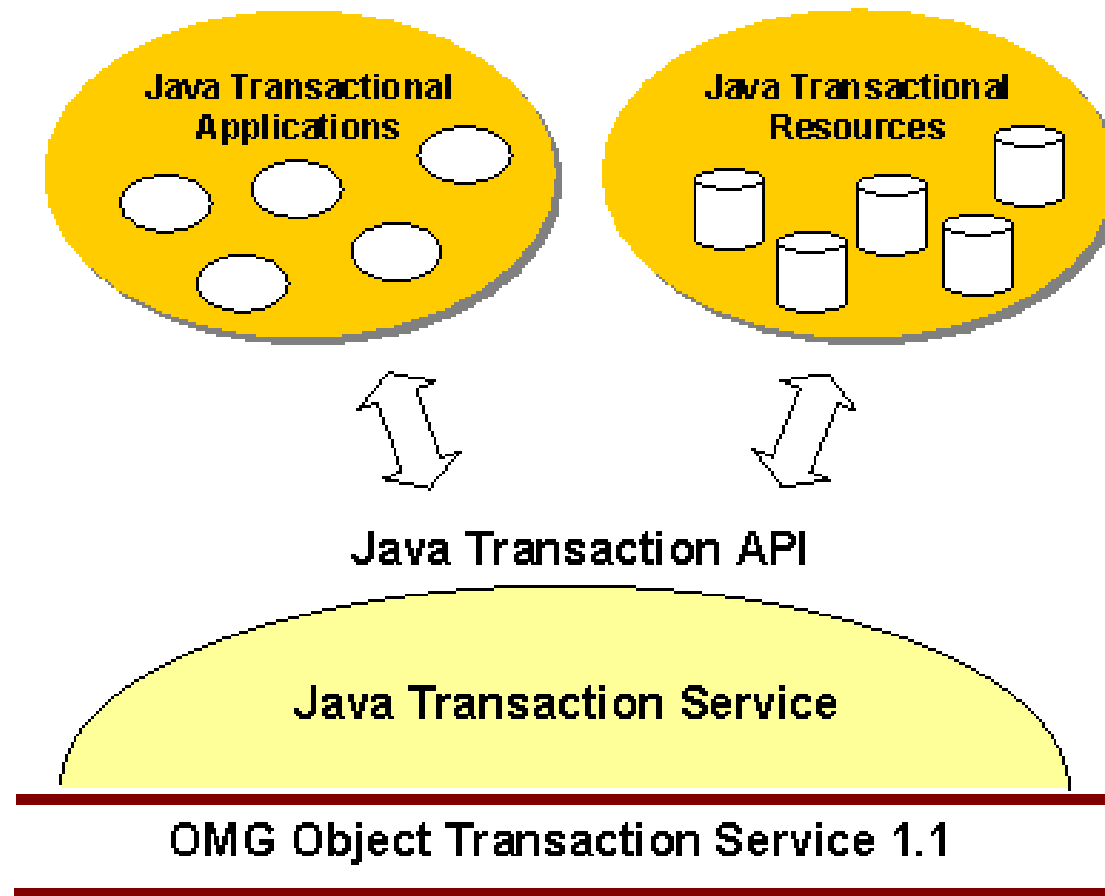 Java Transactional
Applications
Java Transactional
Resources
Java Transaction API
Java Transaction Service
OMG Object Transaction Service 1.1